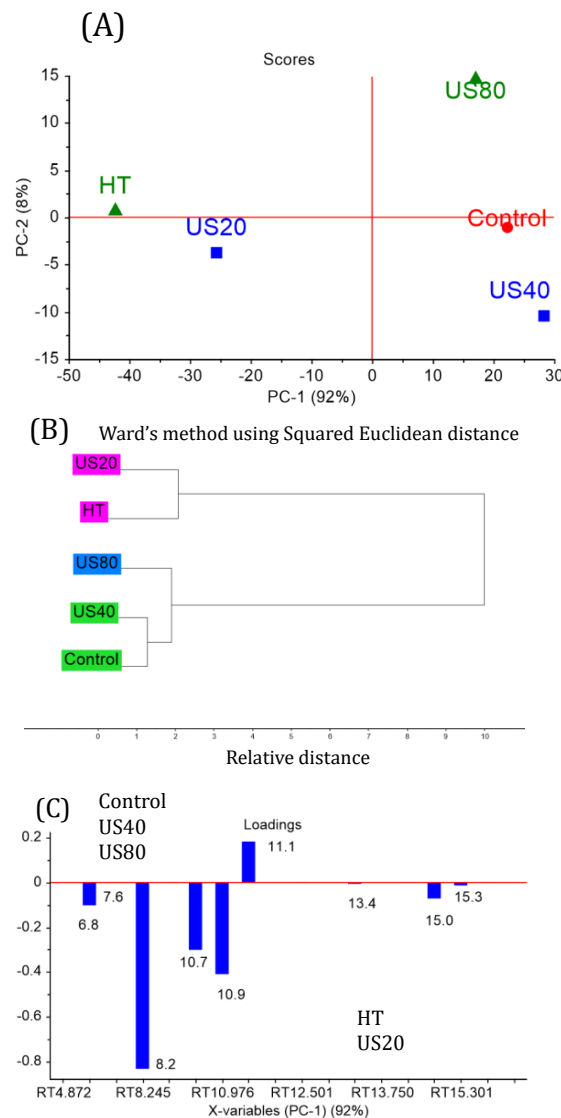 (A)
Scores
15
10
5
0
-5
-10
-15
PC-2 (8%)
US80
HT
US20
Control
US40
-50 -40 -30 -20 -10 0 10 20 30
PC-1 (92%)
(B)
Ward's method using Squared Euclidean distance
US20
HT
US80
US40
Control
0 1 2 3 4 5 6 7 8 9 10
Relative distance
(C)
Control
US40
US80
Loadings
0.2
0
-0.2
-0.4
-0.6
-0.8
6.8
7.6
8.2
10.7
10.9
11.1
13.4
15.0
15.3
HT
US20
RT4.872 RT8.245 RT10.976 RT12.501 RT13.750 RT15.301
X-variables (PC-1) (92%)